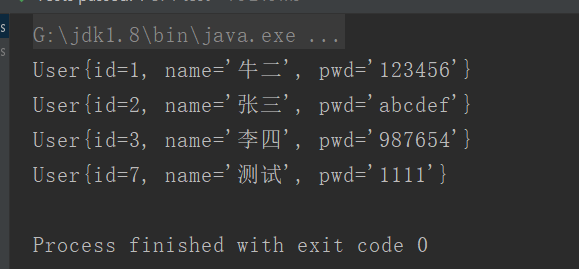 G:\jdk1.8\bin\java.exe ...
User{id=1, name='牛二', pwd='123456'}
User{id=2, name='张三', pwd='abcdef'}
User{id=3, name='李四', pwd='987654'}
User{id=7, name='测试', pwd='1111'}
Process finished with exit code 0